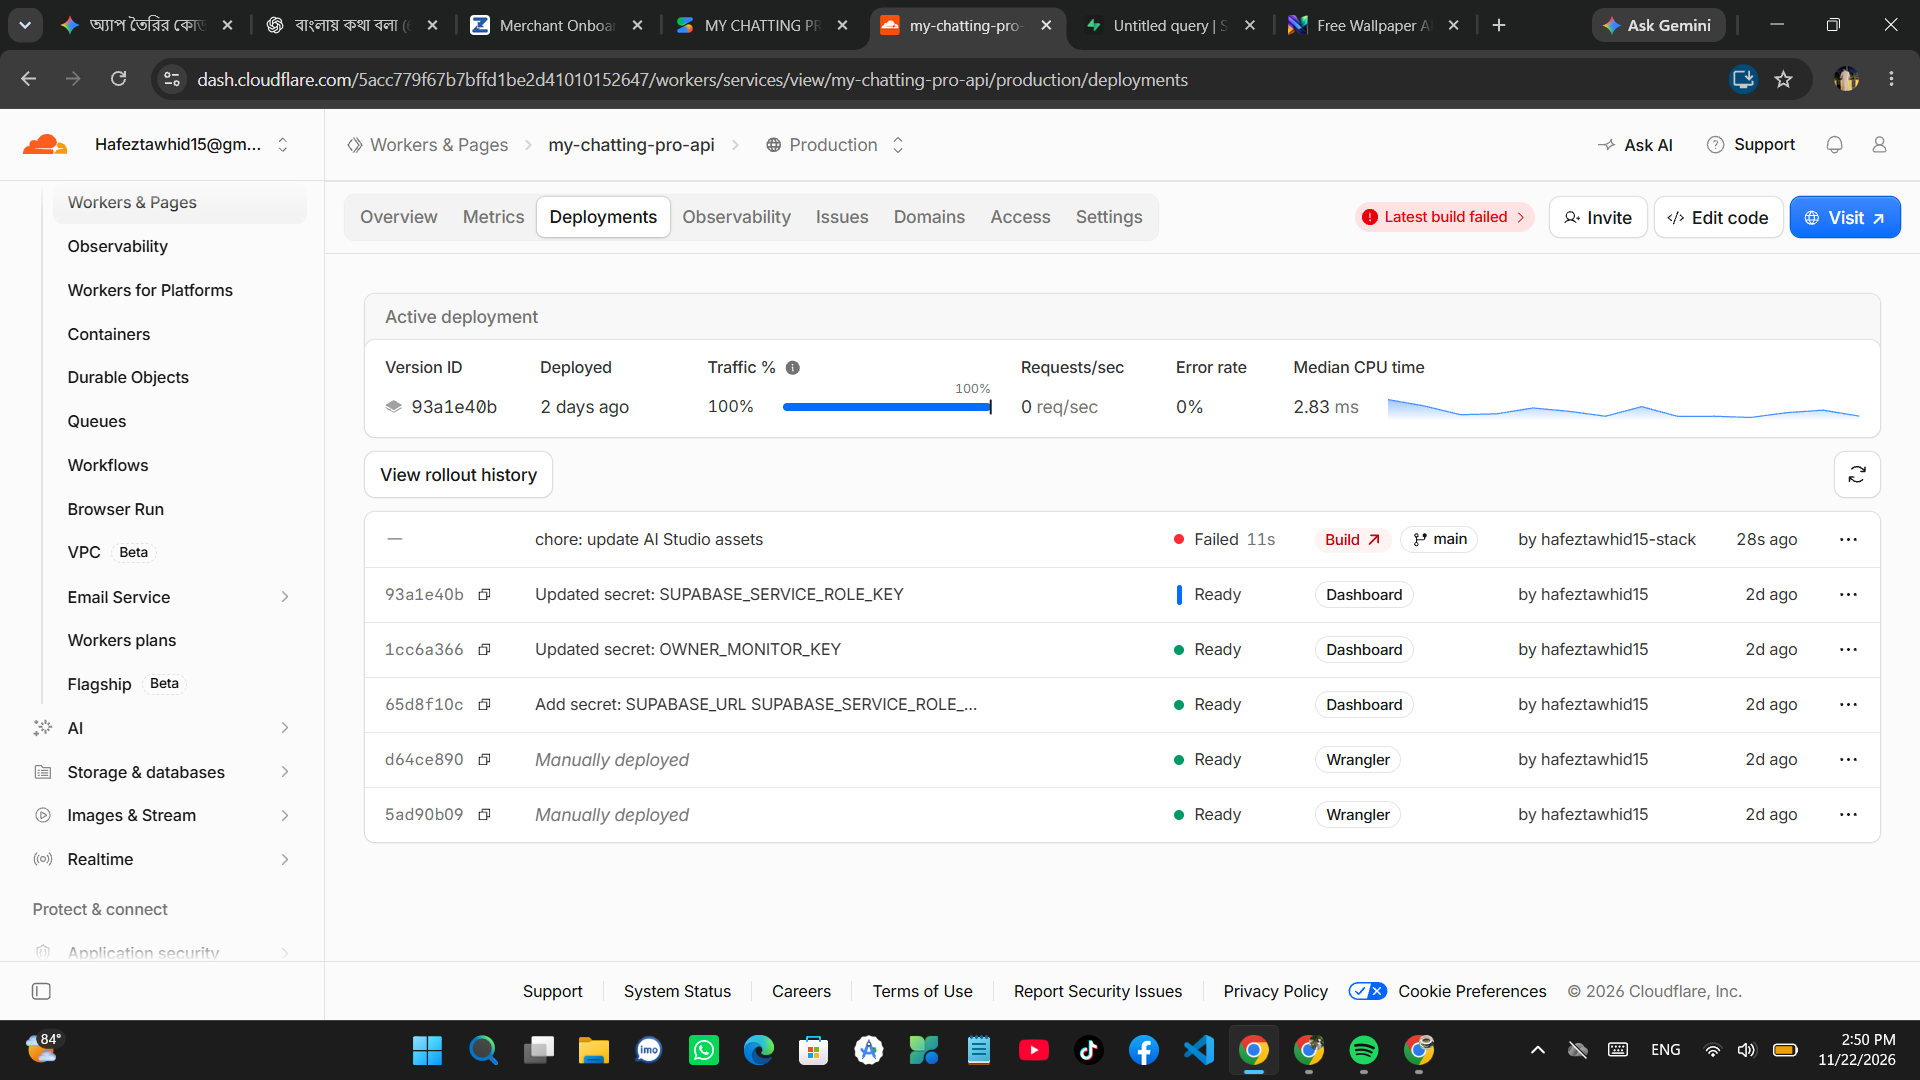 অ্যাপ তৈরির কো
বাংলায় কথা বলা (
Merchant Onboa
MY CHATTING PR
my-chatting-pro-
Untitled query | S
Free Wallpaper A
Ask Gemini
dash.cloudflare.com/5acc779f67b7bffd1be2d41010152647/workers/services/view/my-chatting-pro-api/production/deployments
Hafeztawhid15@gm...
Workers & Pages
my-chatting-pro-api
Production
Ask AI
Support
Workers & Pages
Observability
Workers for Platforms
Containers
Durable Objects
Queues
Workflows
Browser Run
VPC Beta
Email Service
Workers plans
Flagship Beta
AI
Storage & databases
Images & Stream
Realtime
Protect & connect
Application security
Overview Metrics Deployments Observability Issues Domains Access Settings
Latest build failed
Invite
Edit code
Visit
Active deployment
Version ID Deployed Traffic % Requests/sec Error rate Median CPU time
100%
93a1e40b 2 days ago 100% 0 req/sec 0% 2.83 ms
View rollout history
— chore: update AI Studio assets Failed 11s Build main by hafeztawhid15-stack 28s ago
93a1e40b Updated secret: SUPABASE_SERVICE_ROLE_KEY Ready Dashboard by hafeztawhid15 2d ago
1cc6a366 Updated secret: OWNER_MONITOR_KEY Ready Dashboard by hafeztawhid15 2d ago
65d8f10c Add secret: SUPABASE_URL SUPABASE_SERVICE_ROLE_... Ready Dashboard by hafeztawhid15 2d ago
d64ce890 Manually deployed Ready Wrangler by hafeztawhid15 2d ago
5ad90b09 Manually deployed Ready Wrangler by hafeztawhid15 2d ago
Support System Status Careers Terms of Use Report Security Issues Privacy Policy Cookie Preferences © 2026 Cloudflare, Inc.
84°
imo
ENG
2:50 PM
11/22/2026